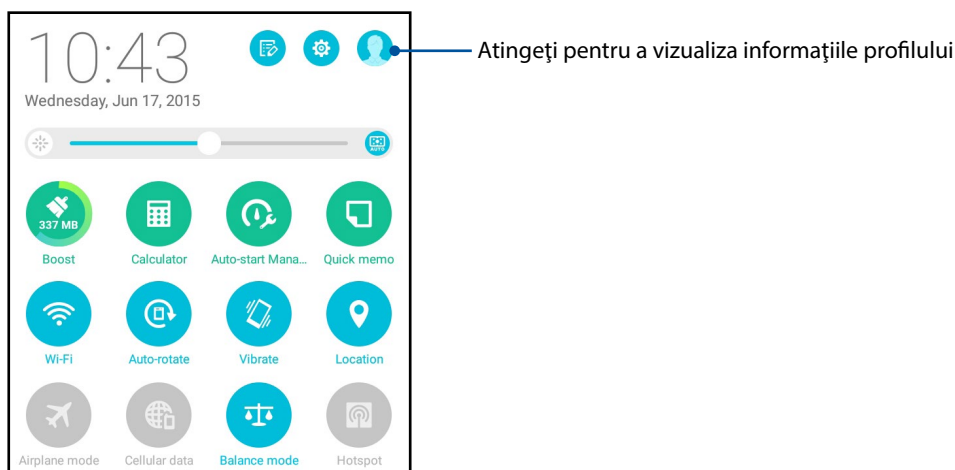 10:43
Atingeţi pentru a vizualiza informaţiile profilului
Wednesday, Jun 17, 2015
AUTO
337 MB
Boost Calculator Auto-start Mana... Quick memo
Wi-Fi Auto-rotate Vibrate Location
Airplane mode Cellular data Balance mode Hotspot